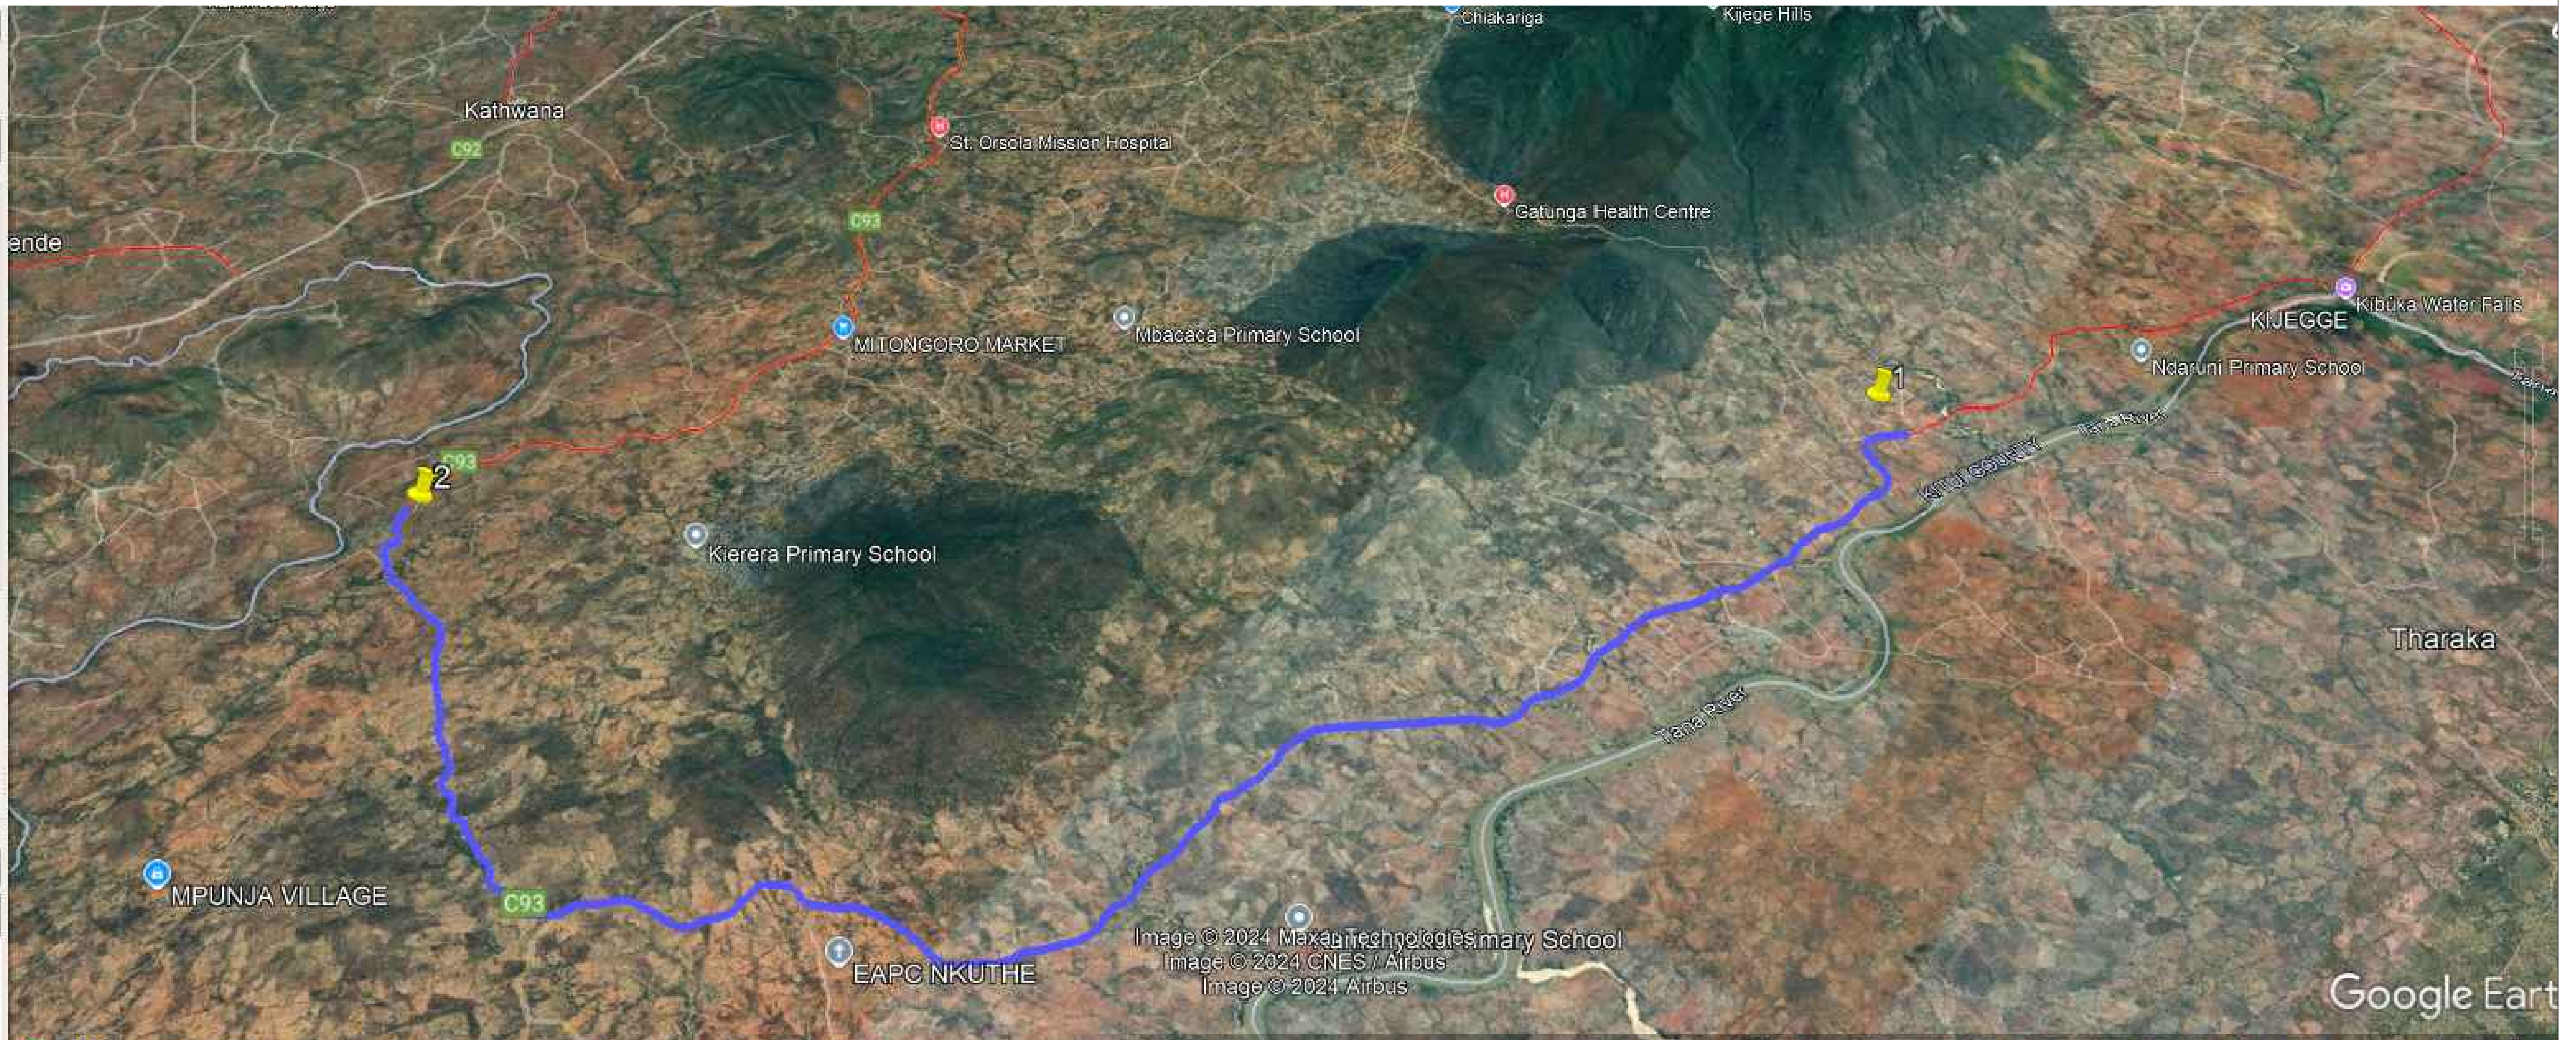 Chiakariga
Kijege Hills
Kathwana
C92
St. Orsola Mission Hospital
C93
Gatunga Health Centre
ende
Kibuka Water Falls
KIJEGGE
MITONGORO MARKET
Mbacaca Primary School
Ndaruni Primary School
1
Tana River
KITUI COUNTY
C93
2
Kierera Primary School
Tharaka
Tana River
MPUNJA VILLAGE
C93
EAPC NKUTHE
Primary School
Image © 2024 Maxar Technologies
Image © 2024 CNES / Airbus
Image © 2024 Airbus
Google Eart